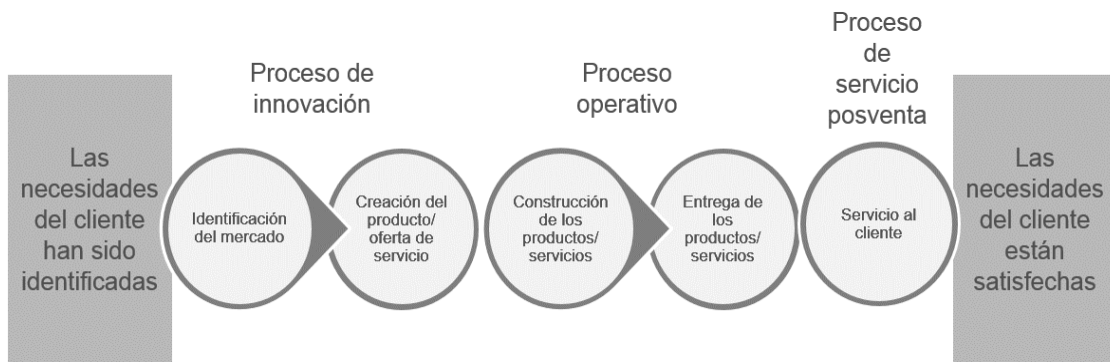 Las
necesidades
del cliente
han sido
identificadas
Proceso de
innovación
Identificación
del mercado
Creación del
producto/
oferta de
servicio
Proceso
operativo
Construcción
de los
productos/
servicios
Entrega de
los
productos/
servicios
Proceso
de
servicio
posventa
Servicio al
cliente
Las
necesidades
del cliente
están
satisfechas